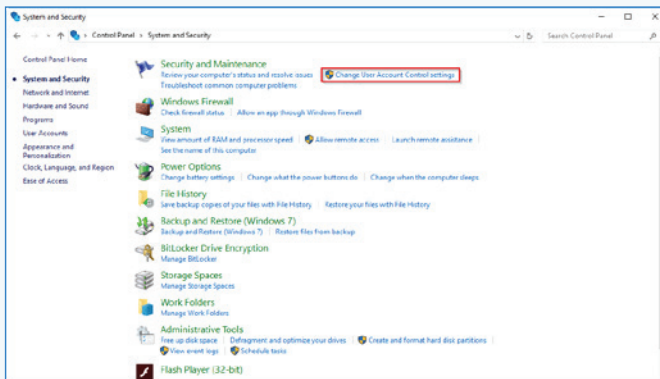 System and Security
Control Panel > System and Security
Search Control Panel
Control Panel Home
System and Security
Network and Internet
Hardware and Sound
Programs
User Accounts
Appearance and
Personalization
Clock, Language, and Region
Ease of Access
Security and Maintenance
Review your computer's status and resolve issues | Change User Account Control settings
Troubleshoot common computer problems
Windows Firewall
Check firewall status | Allow an app through Windows Firewall
System
View amount of RAM and processor speed | Allow remote access | Launch remote assistance
See the name of this computer
Power Options
Change battery settings | Change what the power buttons do | Change when the computer sleeps
File History
Save backup copies of your files with File History | Restore your files with File History
Backup and Restore (Windows 7)
Backup and Restore (Windows 7) | Restore files from backup
BitLocker Drive Encryption
Manage BitLocker
Storage Spaces
Manage Storage Spaces
Work Folders
Manage Work Folders
Administrative Tools
Free up disk space | Defragment and optimize your drives | Create and format hard disk partitions
View event logs | Schedule tasks
Flash Player (32-bit)